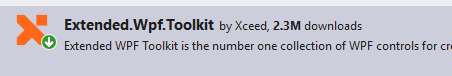 Extended.Wpf.Toolkit by Xceed, 2.3M downloads
Extended WPF Toolkit is the number one collection of WPF controls for cr